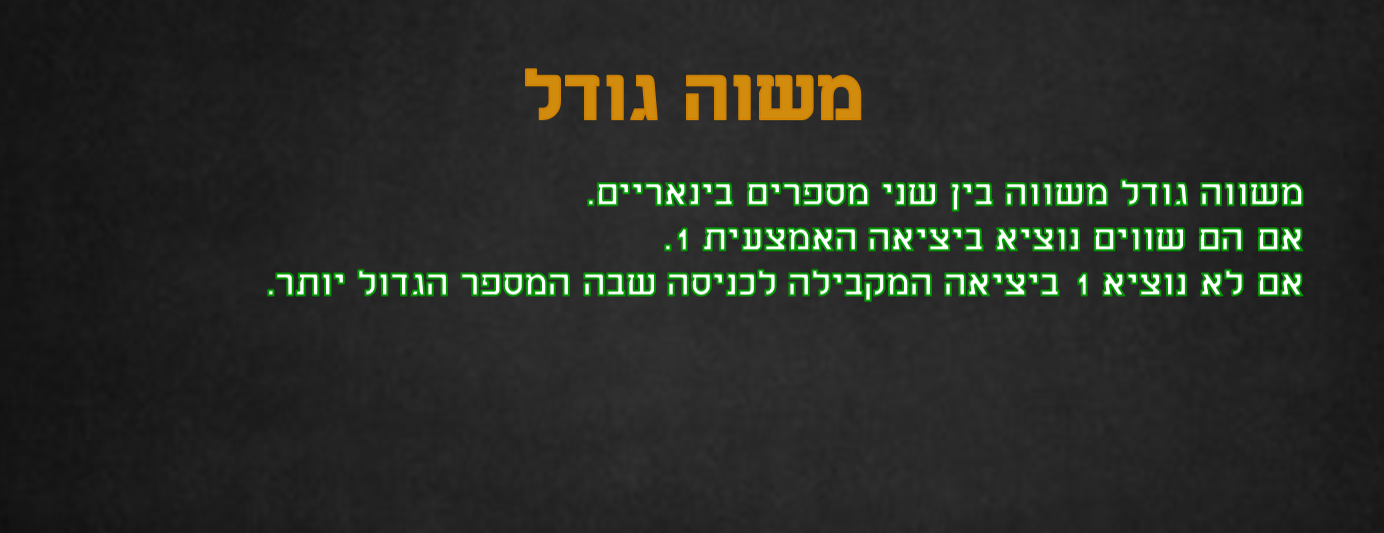 משוה גודל
משווה גודל משווה בין שני מספרים בינאריים.
אם הם שווים נוציא ביציאה האמצעית 1.
אם לא נוציא 1 ביציאה המקבילה לכניסה שבה המספר הגדול יותר.